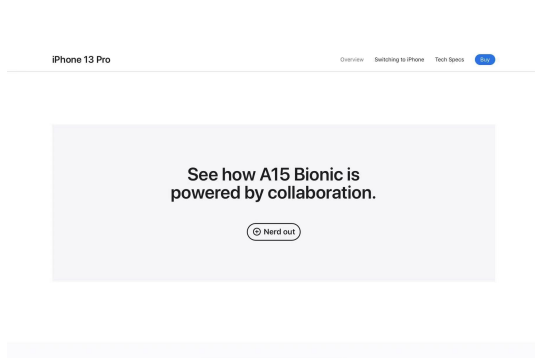 iPhone 13 Pro
Overview Switching to iPhone Tech Specs Buy
See how A15 Bionic is
powered by collaboration.
Nerd out